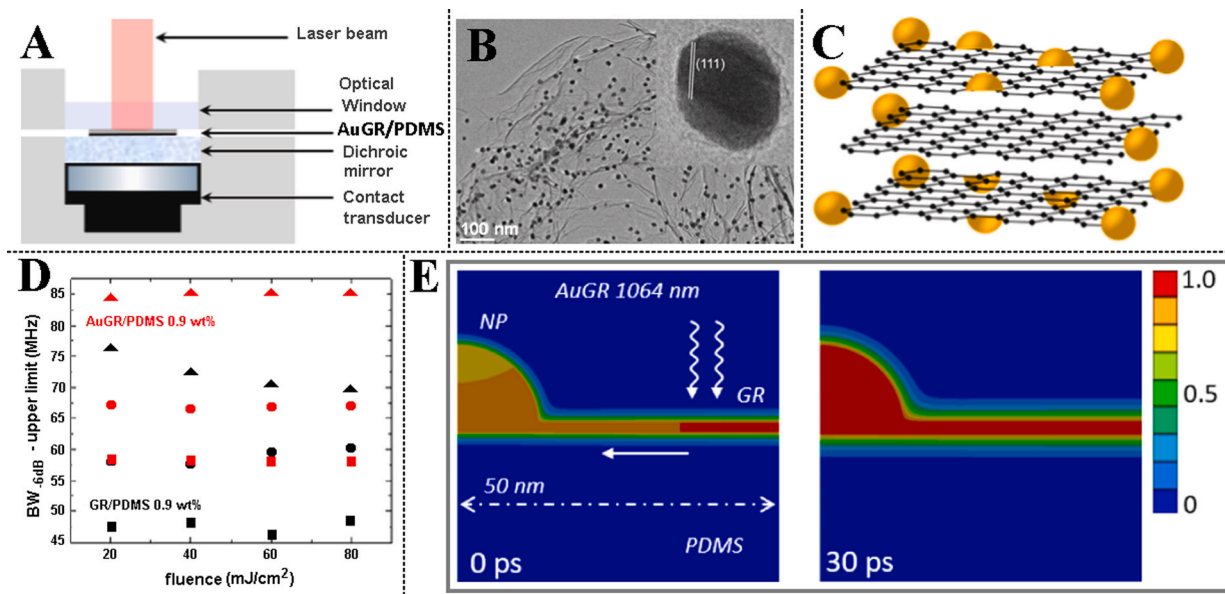 A
Laser beam
Optical
Window
AuGR/PDMS
Dichroic
mirror
Contact
transducer
B
(111)
100 nm
C
D
BW-6dB - upper limit (MHz)
85
80
75
70
65
60
55
50
45
AuGR/PDMS 0.9 wt%
GR/PDMS 0.9 wt%
20
40
60
80
fluence (mJ/cm²)
E
AuGR 1064 nm
NP
GR
50 nm
PDMS
0 ps
30 ps
1.0
0.5
0